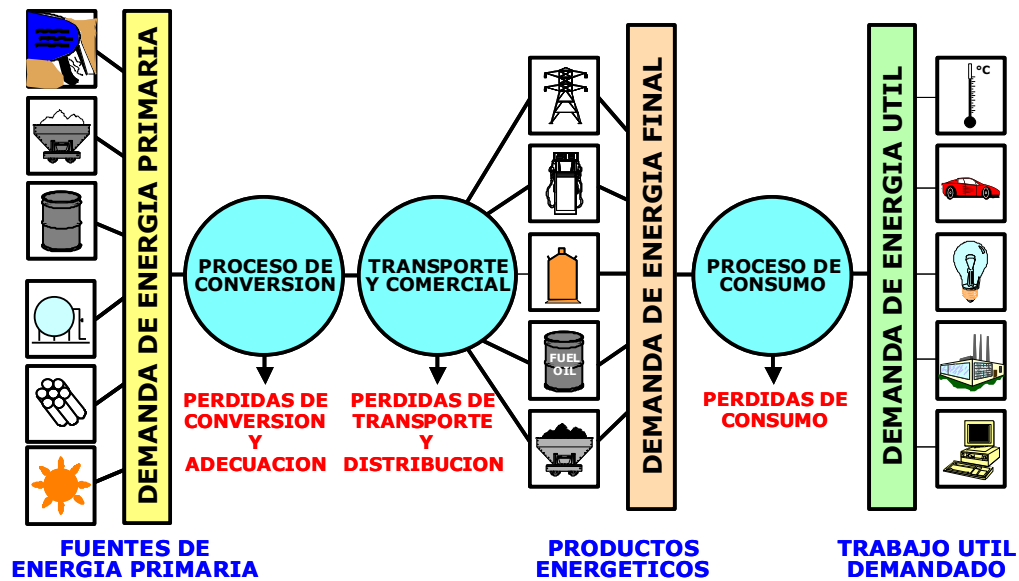 DEMANDA DE ENERGIA PRIMARIA
PROCESO DE
CONVERSION
PERDIDAS DE
CONVERSION
Y
ADECUACION
TRANSPORTE
Y COMERCIAL
PERDIDAS DE
TRANSPORTE
Y
DISTRIBUCION
FUEL
OIL
DEMANDA DE ENERGIA FINAL
PROCESO DE
CONSUMO
PERDIDAS DE
CONSUMO
DEMANDA DE ENERGIA UTIL
°C
FUENTES DE
ENERGIA PRIMARIA
PRODUCTOS
ENERGETICOS
TRABAJO UTIL
DEMANDADO